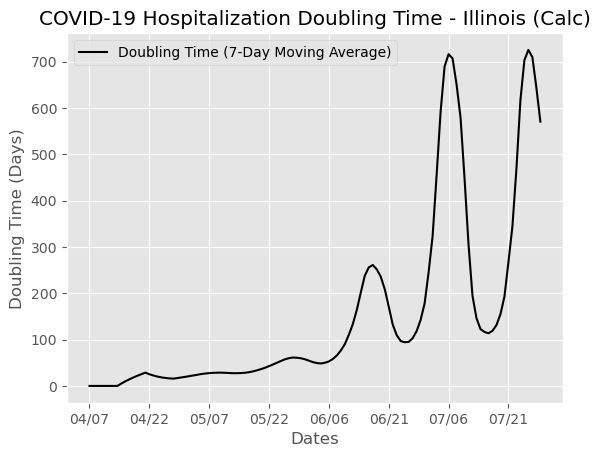 COVID-19 Hospitalization Doubling Time - Illinois (Calc)
Doubling Time (7-Day Moving Average)
Doubling Time (Days)
700
600
500
400
300
200
100
0
04/07 04/22 05/07 05/22 06/06 06/21 07/06 07/21
Dates